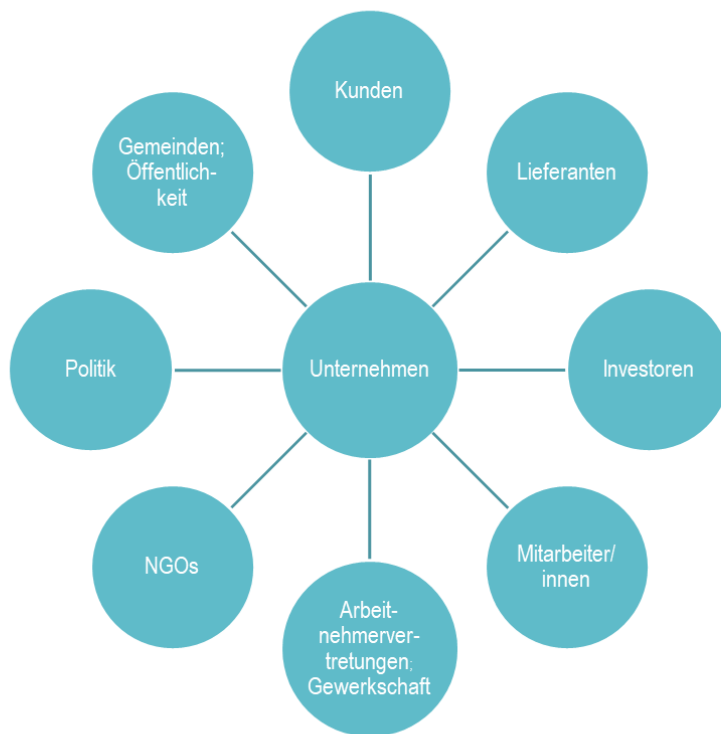 Kunden
Gemeinden;
Öffentlich-
keit
Lieferanten
Politik
Unternehmen
Investoren
NGOs
Mitarbeiter/
innen
Arbeit-
nehmerver-
tretungen;
Gewerkschaft